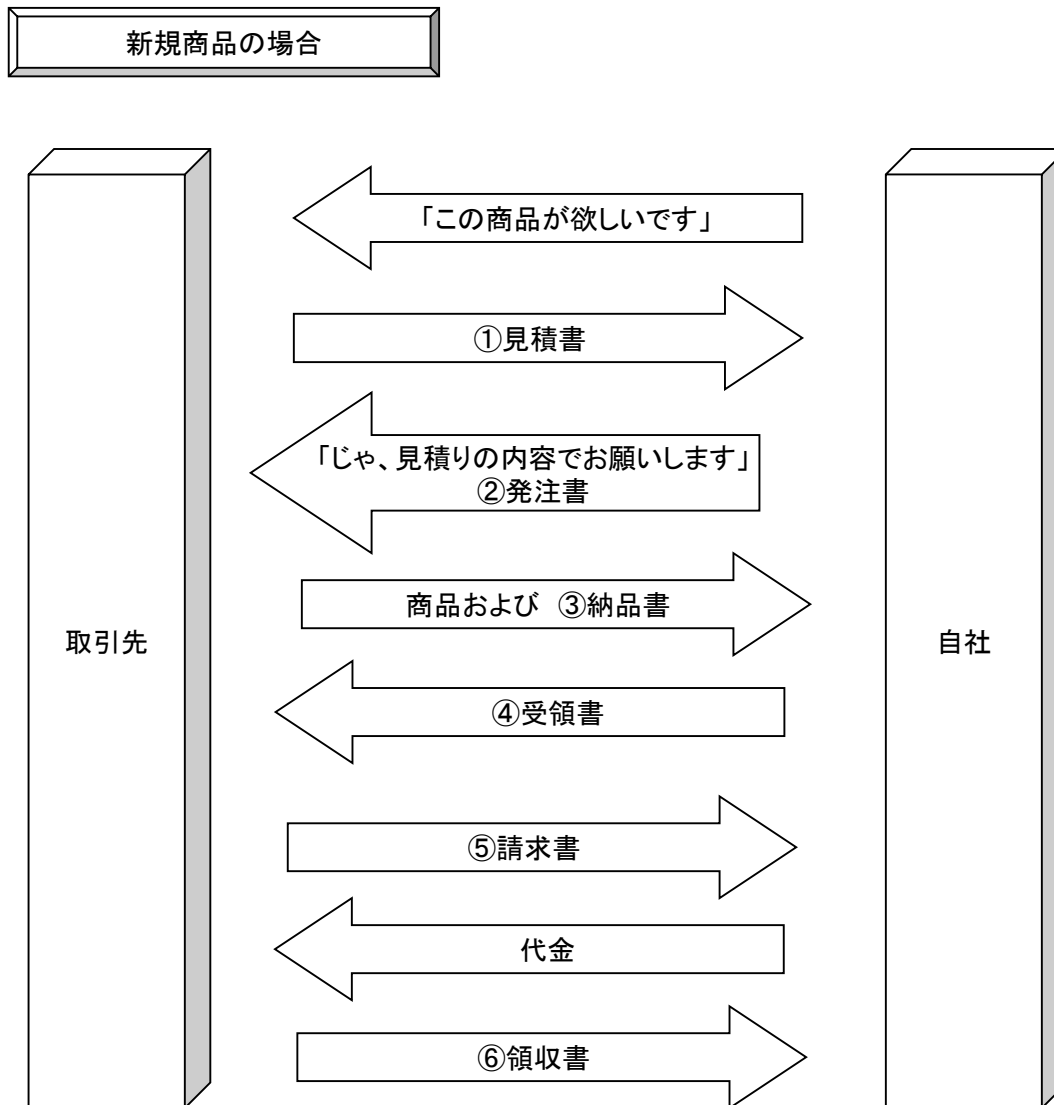 新規商品の場合
「この商品が欲しいです」
①見積書
「じゃ、見積りの内容でお願いします」
②発注書
商品および　③納品書
取引先
自社
④受領書
⑤請求書
代金
⑥領収書